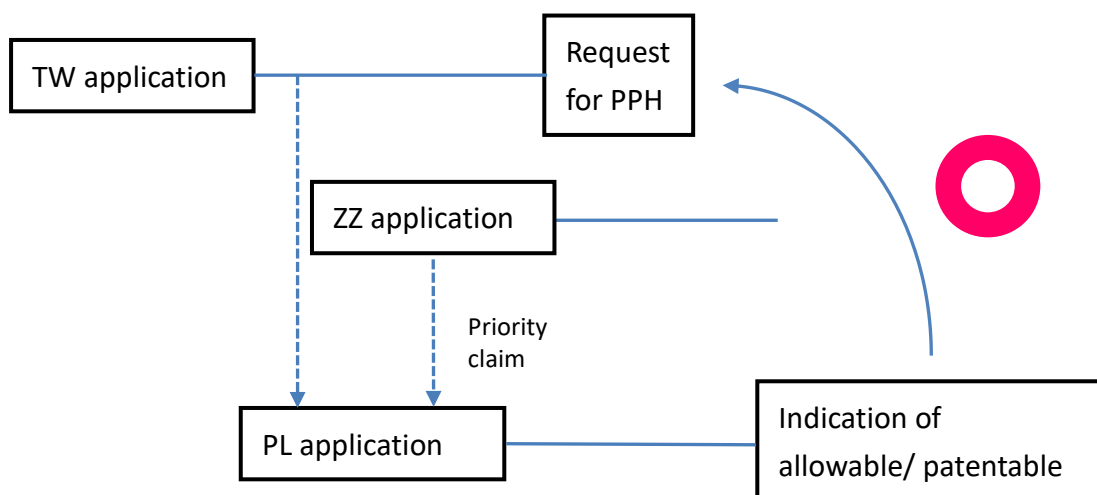 TW application
Request
for PPH
ZZ application
Priority
claim
PL application
Indication of
allowable/ patentable